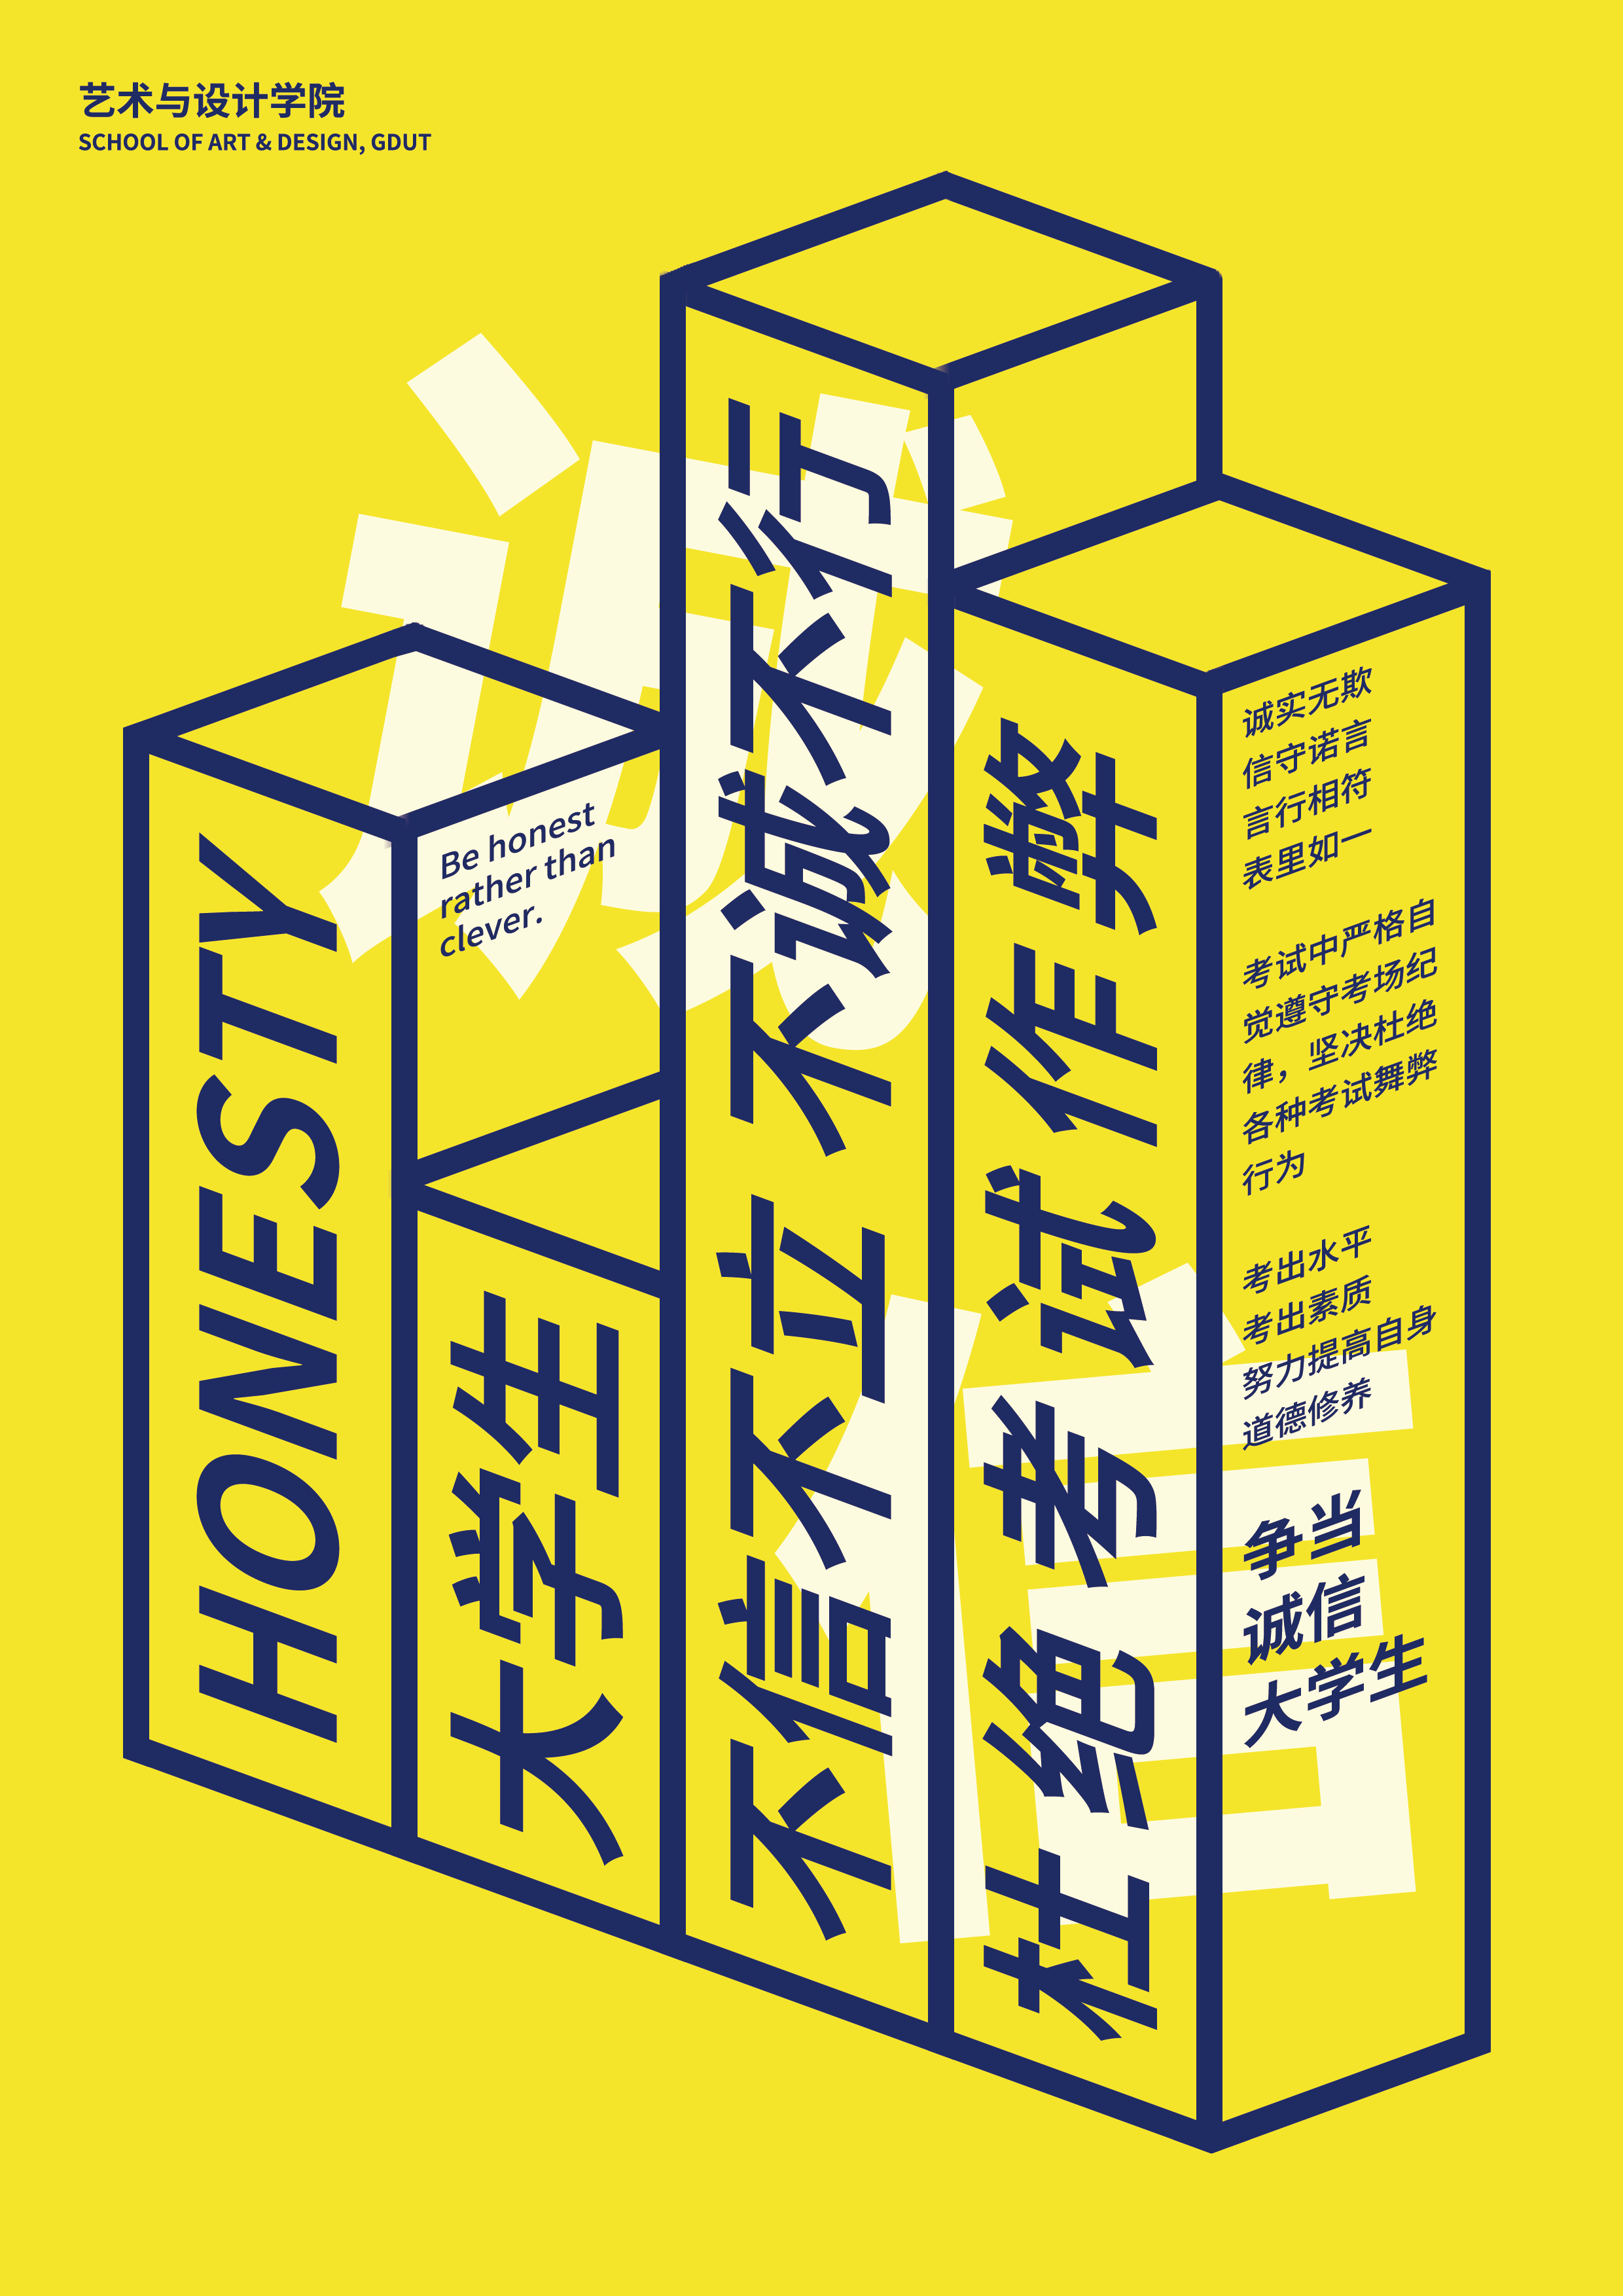 艺术与设计学院
SCHOOL OF ART & DESIGN, GDUT
诚
信
HONESTY
Be honest
rather than
clever.
大学生
不信不立 不诚不行
杜绝考试作弊
诚实无欺
信守诺言
言行相符
表里如一
考试中严格自
觉遵守考场纪
律，坚决杜绝
各种考试舞弊
行为
考出水平
考出素质
努力提高自身
道德修养
争当
诚信
大学生